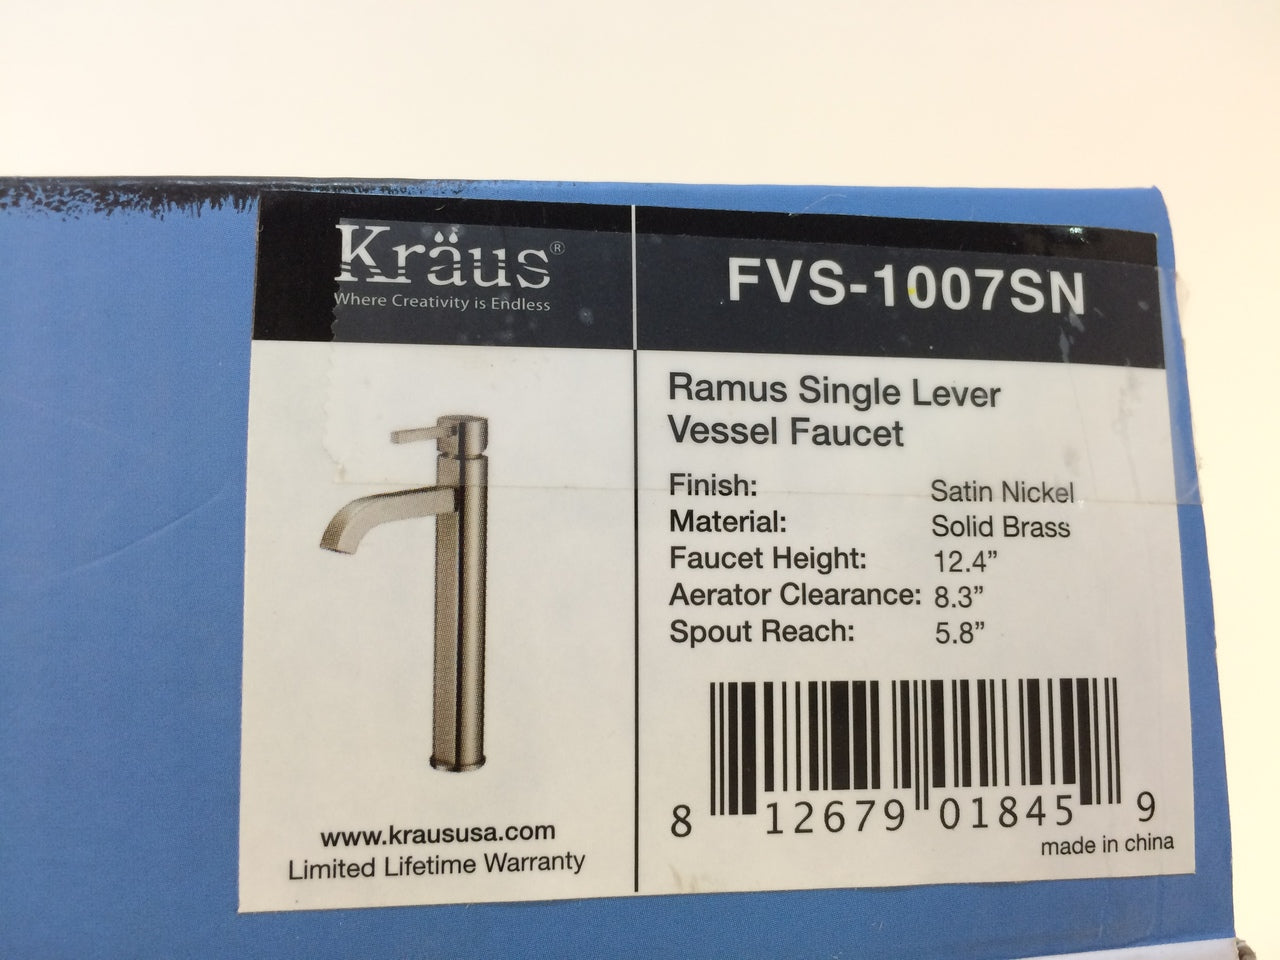 Kräus®
Where Creativity is Endless
FVS-1007SN
Ramus Single Lever
Vessel Faucet
Finish: Satin Nickel
Material: Solid Brass
Faucet Height: 12.4”
Aerator Clearance: 8.3”
Spout Reach: 5.8”
8 12679 01845 9
made in china
www.kraususa.com
Limited Lifetime Warranty